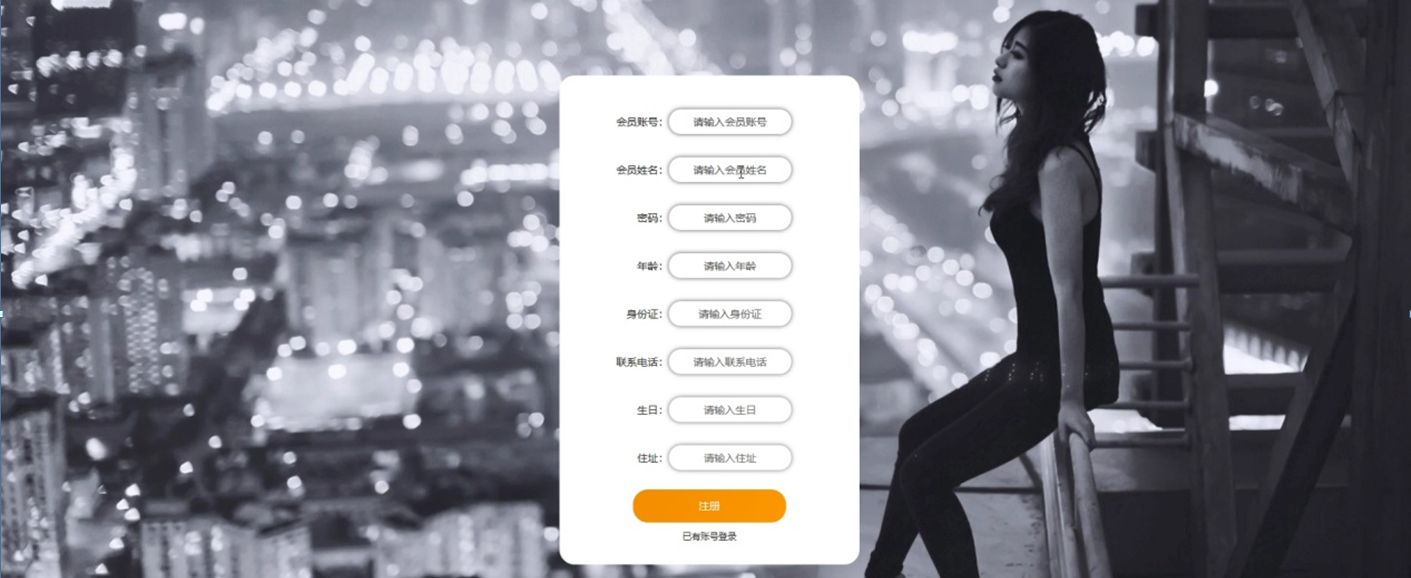 会员账号: 请输入会员账号
会员姓名: 请输入会员姓名
密码: 请输入密码
年龄: 请输入年龄
身份证: 请输入身份证
联系电话: 请输入联系电话
生日: 请输入生日
住址: 请输入住址
注册
已有账号登录